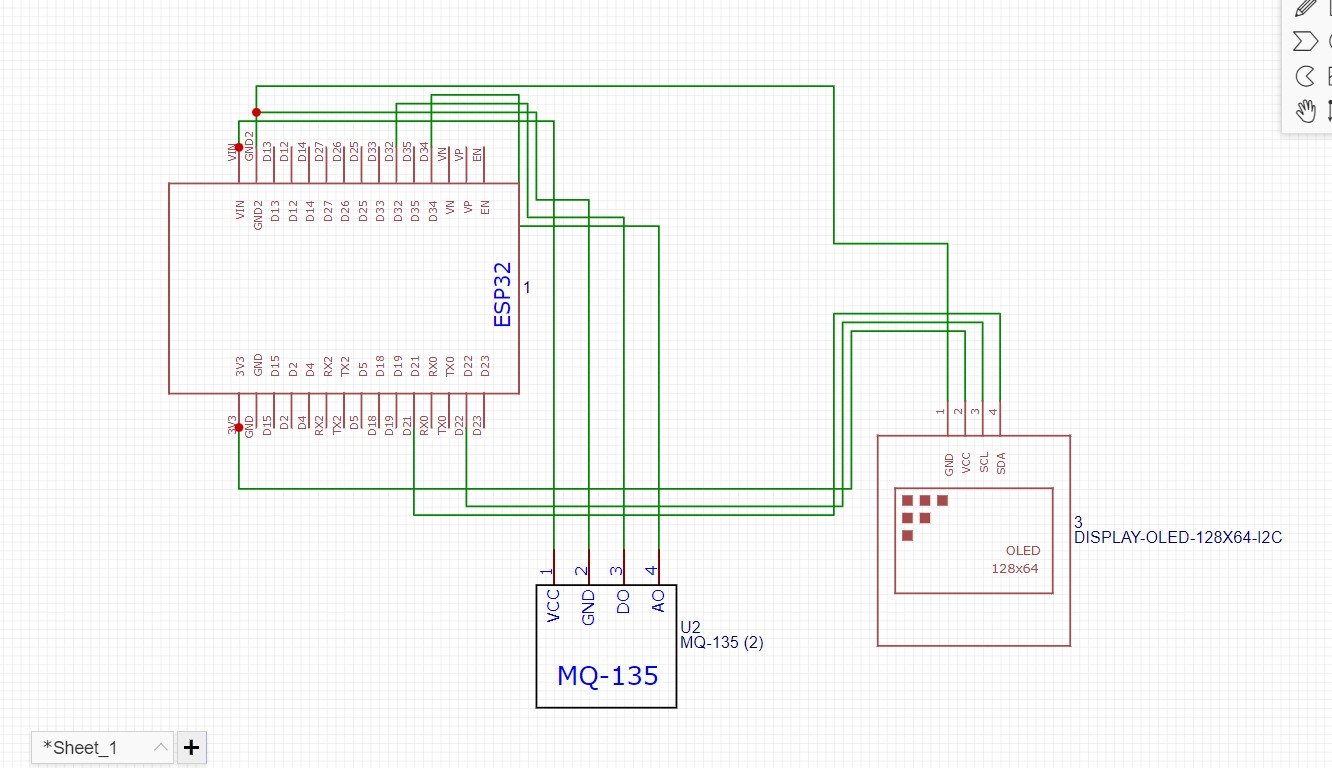 VIN GND2 D13 D12 D14 D27 D26 D25 D33 D32 D35 D34 VN VP EN
VIN GND2 D13 D12 D14 D27 D26 D25 D33 D32 D35 D34 VN VP EN
ESP32
1
3V3 GND D15 D2 D4 RX2 TX2 D5 D18 D19 D21 RX0 TX0 D22 D23
3V3 GND D15 D2 D4 RX2 TX2 D5 D18 D19 D21 RX0 TX0 D22 D23
1 2 3 4
GND VCC SCL SDA
OLED
128x64
3
DISPLAY-OLED-128X64-I2C
1 2 3 4
VCC GND DO AO
MQ-135
U2
MQ-135 (2)
*Sheet_1